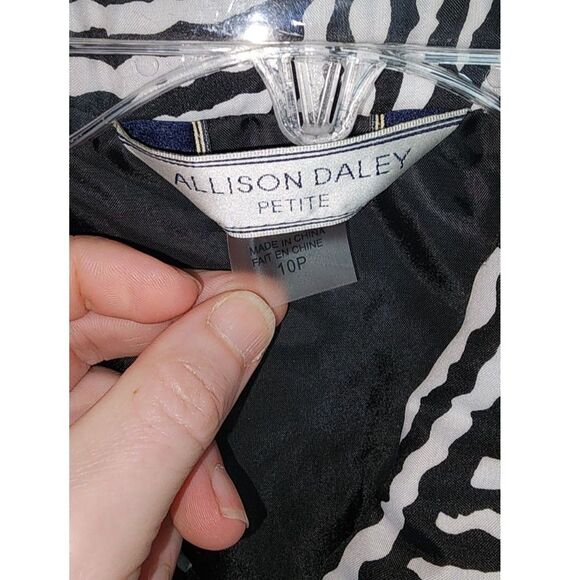 ALLISON DALEY
PETITE
MADE IN CHINA
FAIT EN CHINE
10P